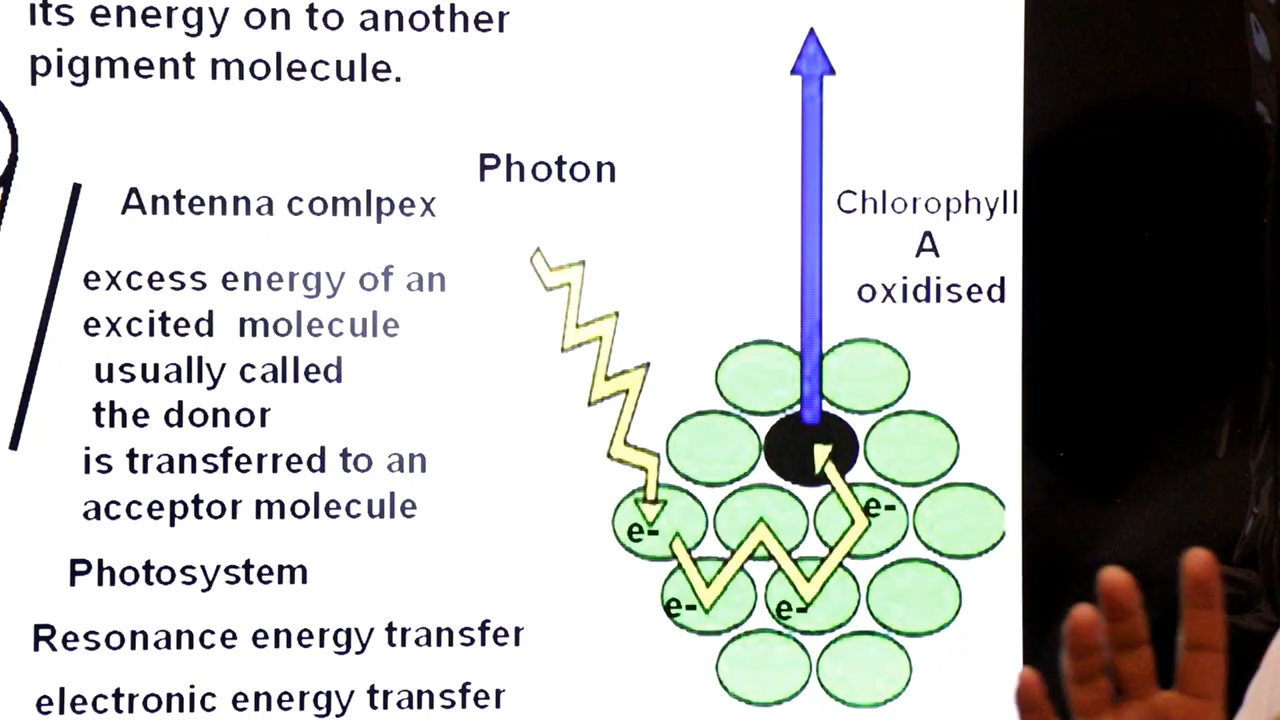 its energy on to another
pigment molecule.
Photon
Antenna comlpex
Chlorophyll
A
oxidised
excess energy of an
excited molecule
usually called
the donor
is transferred to an
acceptor molecule
e-
e-
e-
e-
Photosystem
Resonance energy transfer
electronic energy transfer